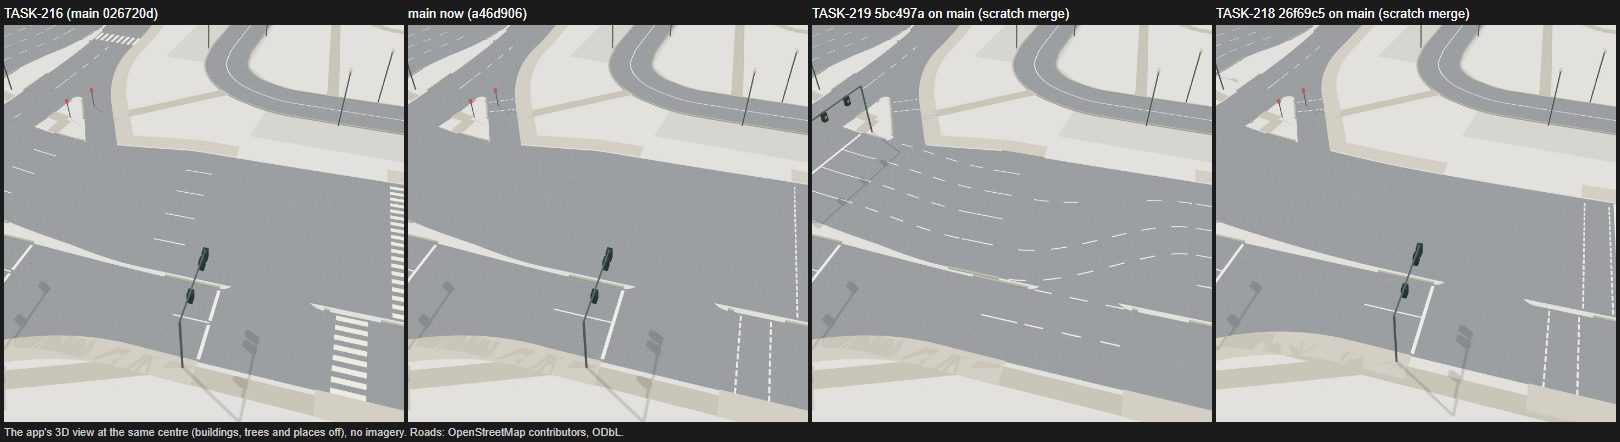 TASK-216 (main 026720d)
main now (a46d906)
TASK-219 5bc497a on main (scratch merge)
TASK-218 26f69c5 on main (scratch merge)
The app's 3D view at the same centre (buildings, trees and places off), no imagery. Roads: OpenStreetMap contributors, ODbL.